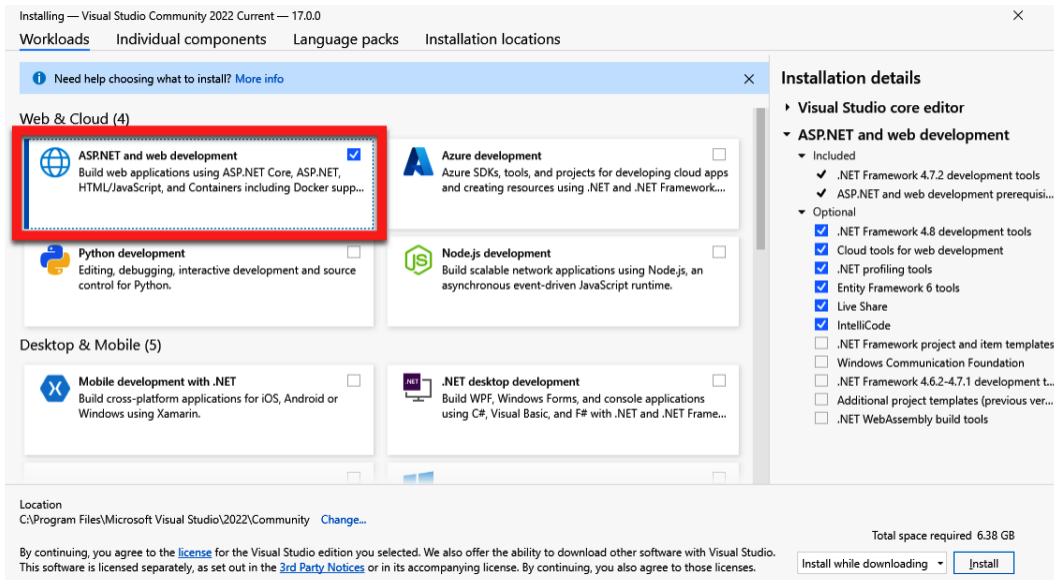 Installing — Visual Studio Community 2022 Current — 17.0.0
Workloads Individual components Language packs Installation locations
Need help choosing what to install? More info
Web & Cloud (4)
ASP.NET and web development
Build web applications using ASP.NET Core, ASP.NET,
HTML/JavaScript, and Containers including Docker supp...
Azure development
Azure SDKs, tools, and projects for developing cloud apps
and creating resources using .NET and .NET Framework....
Python development
Editing, debugging, interactive development and source
control for Python.
Node.js development
Build scalable network applications using Node.js, an
asynchronous event-driven JavaScript runtime.
Desktop & Mobile (5)
Mobile development with .NET
Build cross-platform applications for iOS, Android or
Windows using Xamarin.
.NET
.NET desktop development
Build WPF, Windows Forms, and console applications
using C#, Visual Basic, and F# with .NET and .NET Frame...
Installation details
Visual Studio core editor
ASP.NET and web development
Included
.NET Framework 4.7.2 development tools
ASP.NET and web development prerequisi...
Optional
.NET Framework 4.8 development tools
Cloud tools for web development
.NET profiling tools
Entity Framework 6 tools
Live Share
IntelliCode
.NET Framework project and item templates
Windows Communication Foundation
.NET Framework 4.6.2-4.7.1 development t...
Additional project templates (previous ver...
.NET WebAssembly build tools
Location
C:\Program Files\Microsoft Visual Studio\2022\Community Change...
Total space required 6.38 GB
By continuing, you agree to the license for the Visual Studio edition you selected. We also offer the ability to download other software with Visual Studio.
This software is licensed separately, as set out in the 3rd Party Notices or in its accompanying license. By continuing, you also agree to those licenses.
Install while downloading
Install